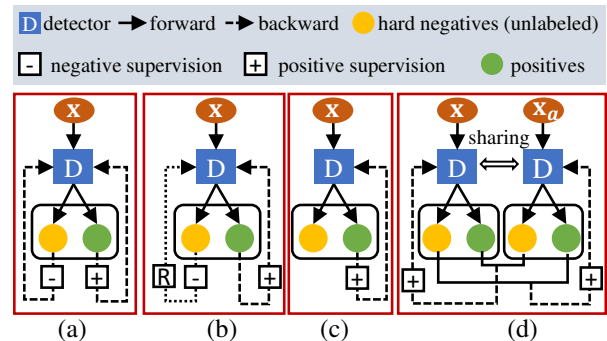 D detector → forward --▸ backward hard negatives (unlabeled)
- negative supervision + positive supervision positives
x x x x x_a
sharing
D D D D ⇔ D
R - + - + + + +
(a) (b) (c) (d)